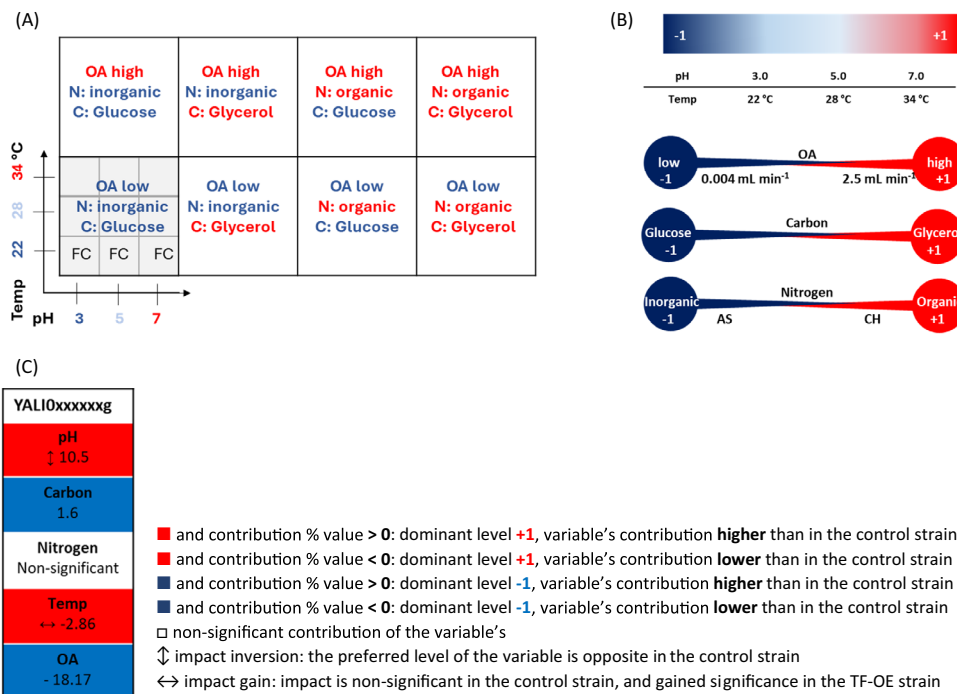 (A)
OA high
N: inorganic
C: Glucose
OA high
N: inorganic
C: Glycerol
OA high
N: organic
C: Glucose
OA high
N: organic
C: Glycerol
OA low
N: inorganic
C: Glucose
FC FC FC
OA low
N: inorganic
C: Glycerol
OA low
N: organic
C: Glucose
OA low
N: organic
C: Glycerol
Temp 22 28 34 °C
pH 3 5 7
(B)
-1 +1
pH 3.0 5.0 7.0
Temp 22 °C 28 °C 34 °C
OA
low
-1
0.004 mL min-1 2.5 mL min-1
high
+1
Carbon
Glucose
-1
Glycero
+1
Nitrogen
Inorganic
-1
AS CH
Organi
+1
(C)
YALI0xxxxxxg
pH
↕ 10.5
Carbon
1.6
Nitrogen
Non-significant
Temp
↔ -2.86
OA
- 18.17
and contribution % value > 0: dominant level +1, variable's contribution higher than in the control strain
and contribution % value < 0: dominant level +1, variable's contribution lower than in the control strain
and contribution % value > 0: dominant level -1, variable's contribution higher than in the control strain
and contribution % value < 0: dominant level -1, variable's contribution lower than in the control strain
non-significant contribution of the variable's
↕ impact inversion: the preferred level of the variable is opposite in the control strain
↔ impact gain: impact is non-significant in the control strain, and gained significance in the TF-OE strain